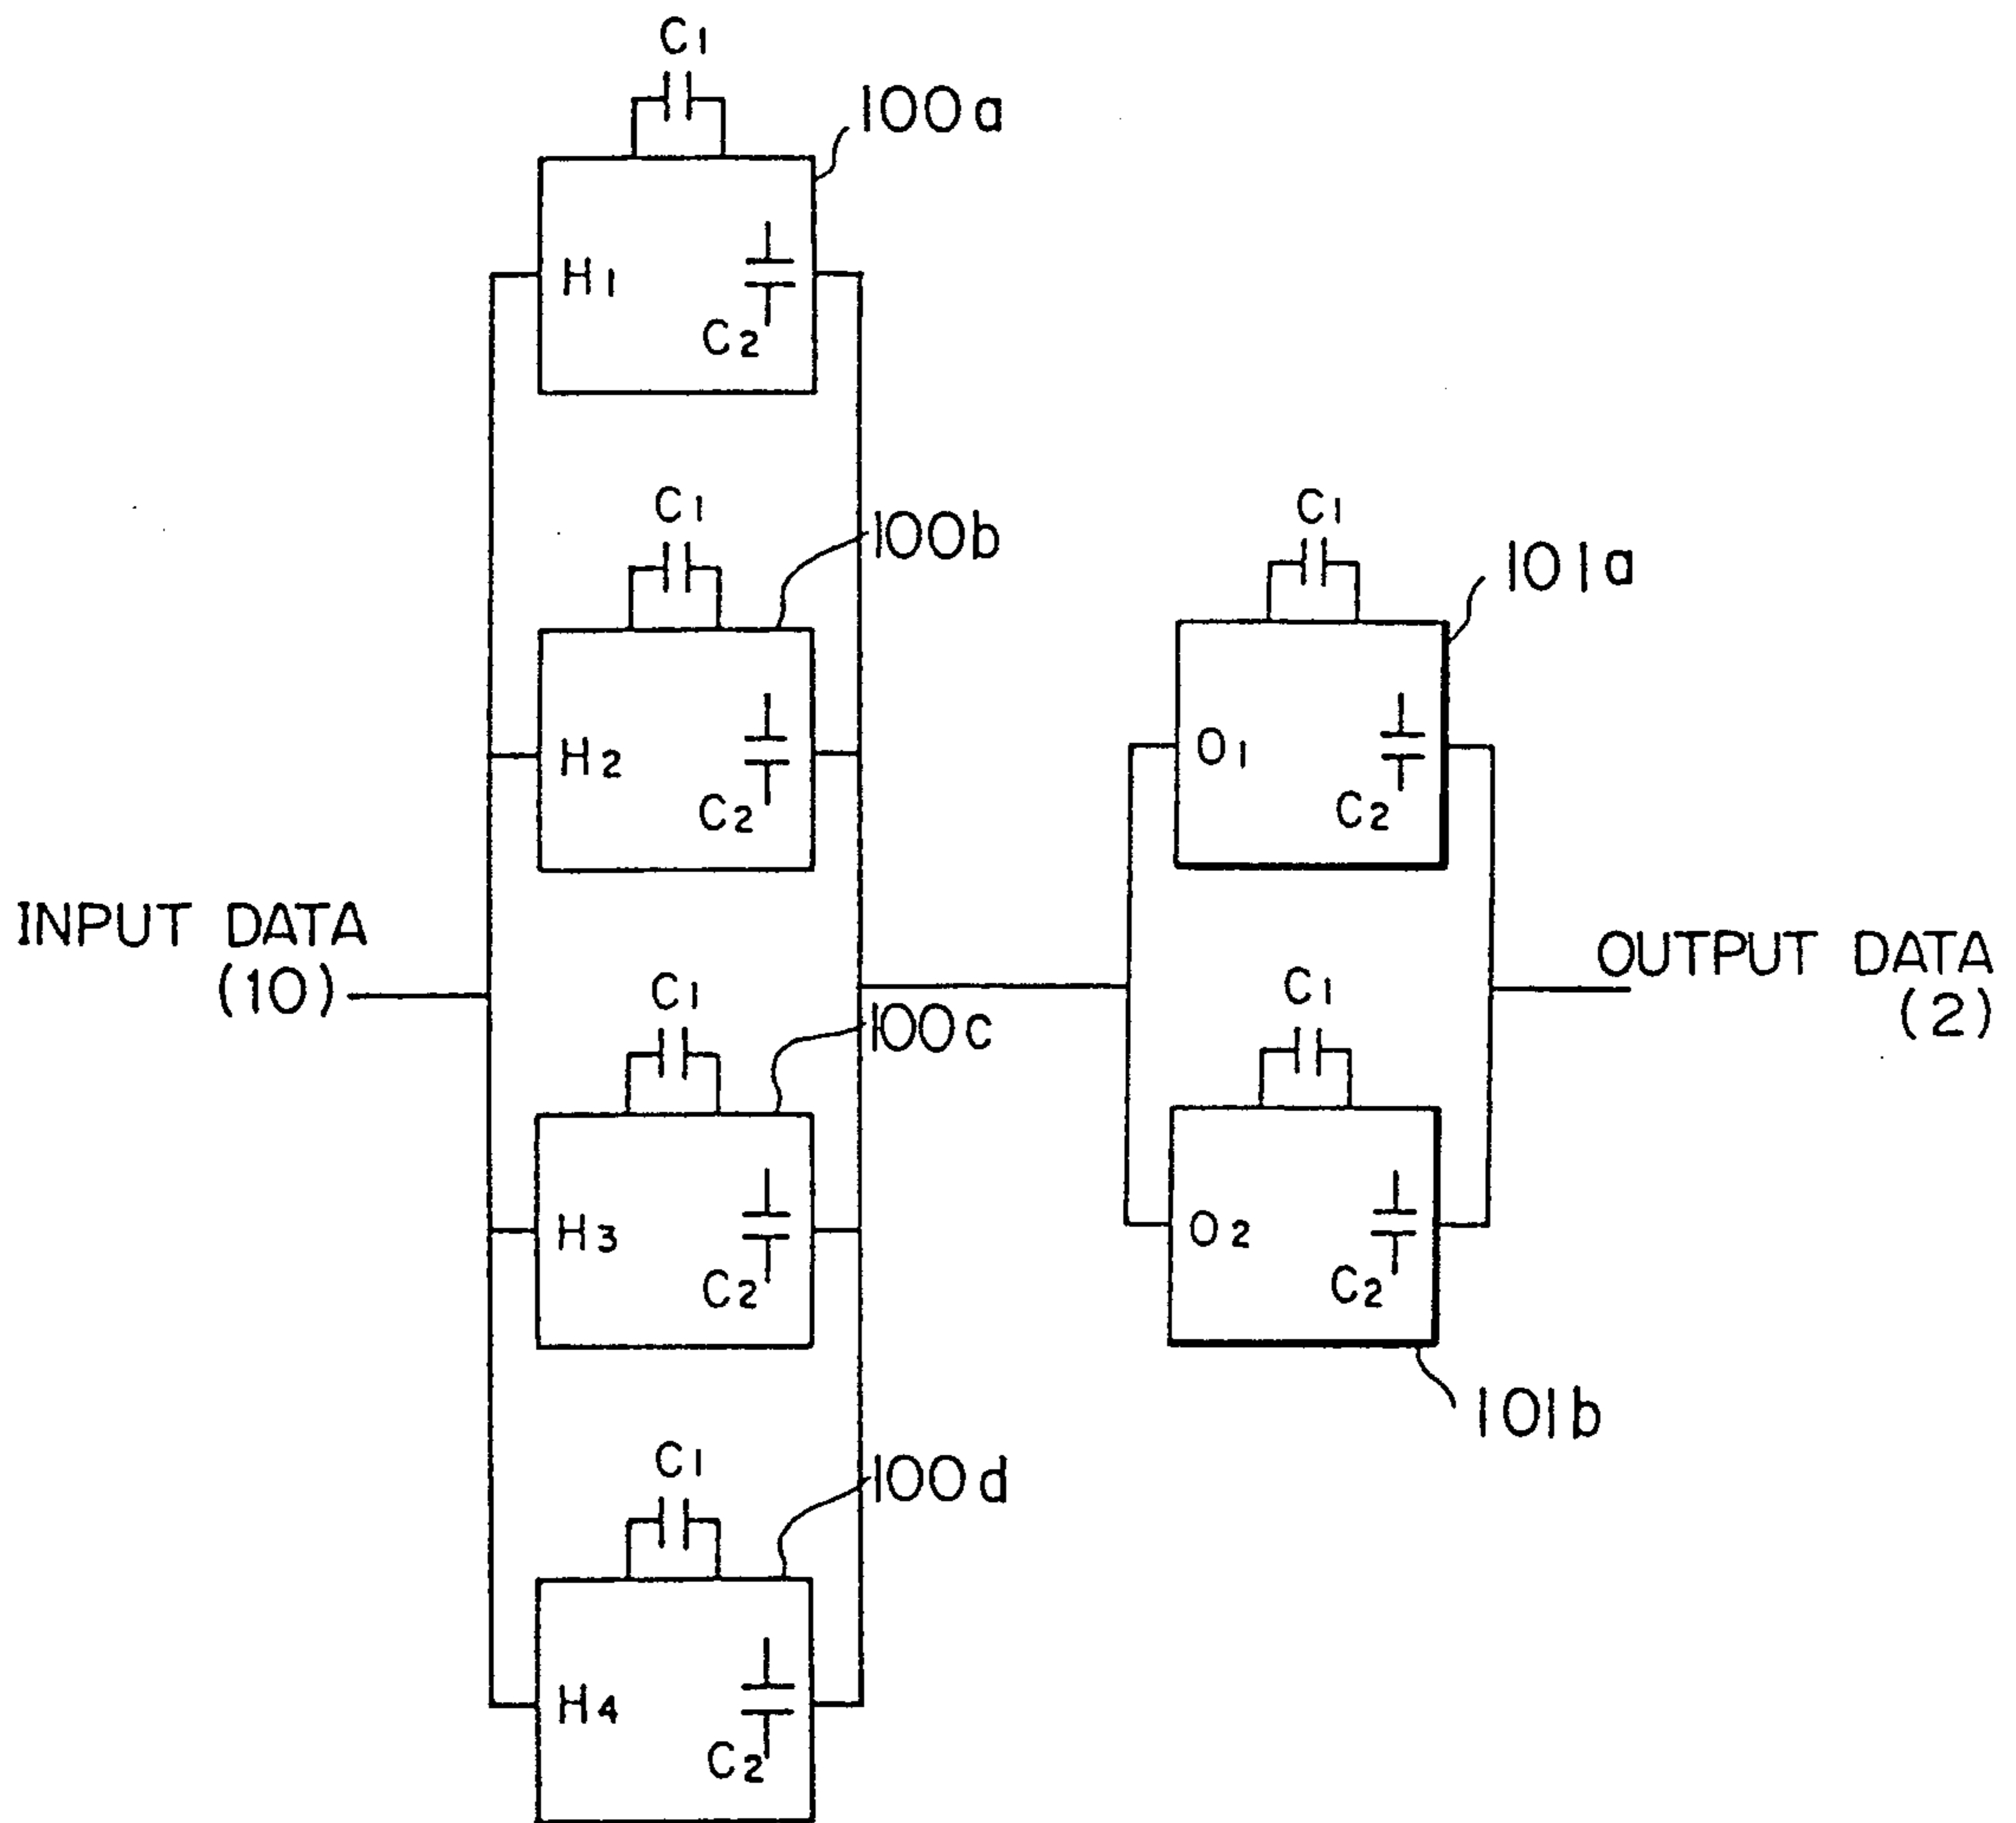 C1
100a
H1
C2
C1
100b
H2
C2
INPUT DATA
(10)
C1
100c
H3
C2
C1
100d
H4
C2
C1
101a
O1
C2
C1
O2
C2
101b
OUTPUT DATA
(2)